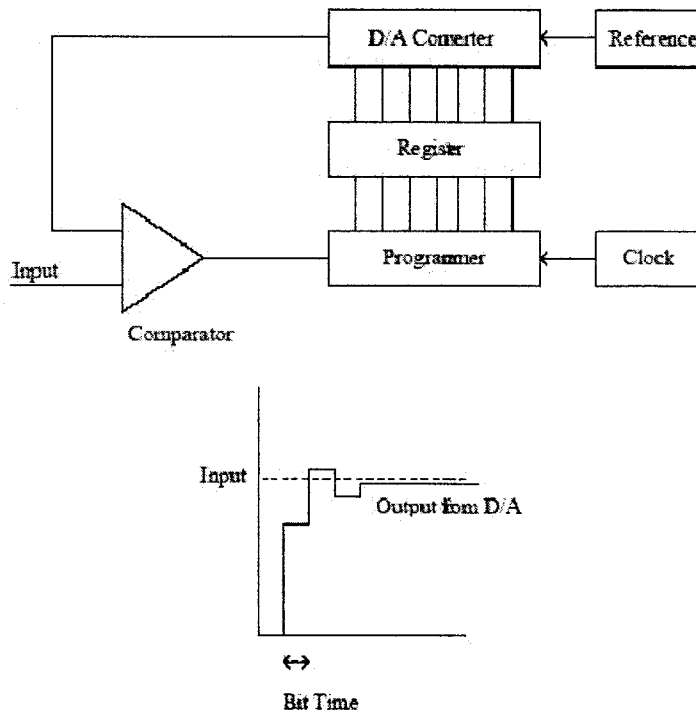 D/A Converter
Reference
Register
Input
Programmer
Clock
Comparator
Input
Output from D/A
Bit Time